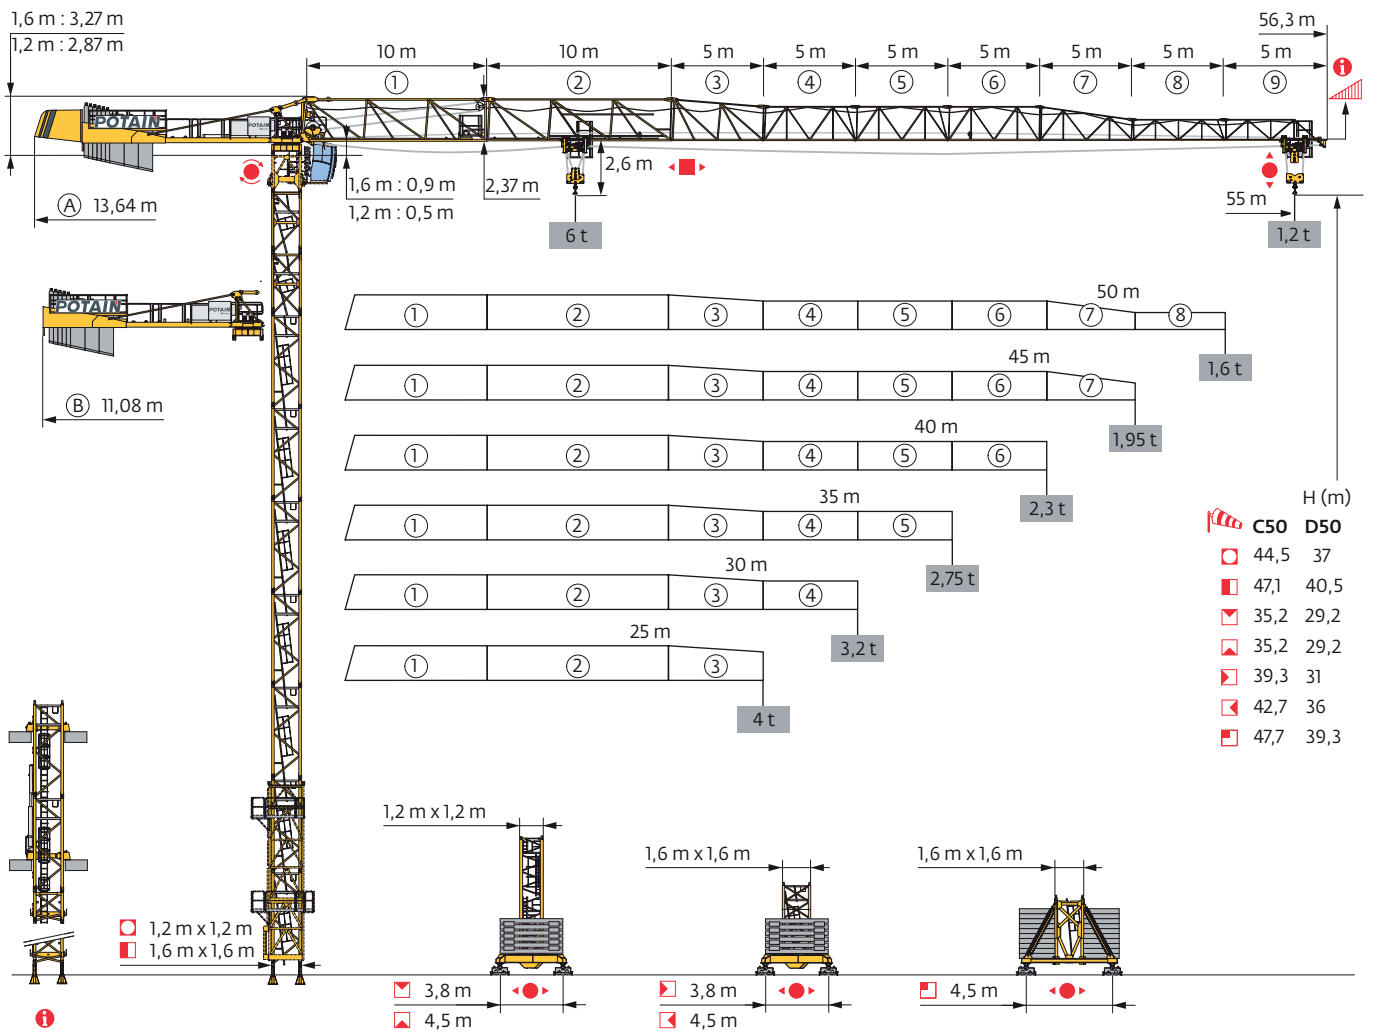 1,6 m : 3,27 m
1,2 m : 2,87 m
56,3 m
10 m 10 m 5 m 5 m 5 m 5 m 5 m 5 m 5 m
① ② ③ ④ ⑤ ⑥ ⑦ ⑧ ⑨
i
POTAIN POTAIN
2,6 m
1,6 m : 0,9 m
1,2 m : 0,5 m
2,37 m
Ⓐ 13,64 m
55 m
6 t
1,2 t
POTAIN POTAIN
Ⓑ 11,08 m
50 m
① ② ③ ④ ⑤ ⑥ ⑦ ⑧
1,6 t
45 m
① ② ③ ④ ⑤ ⑥ ⑦
1,95 t
40 m
① ② ③ ④ ⑤ ⑥
2,3 t
35 m
① ② ③ ④ ⑤
2,75 t
30 m
① ② ③ ④
3,2 t
25 m
① ② ③
4 t
H (m)
C50 D50
44,5 37
47,1 40,5
35,2 29,2
35,2 29,2
39,3 31
42,7 36
47,7 39,3
1,2 m x 1,2 m
1,6 m x 1,6 m
1,6 m x 1,6 m
1,2 m x 1,2 m
1,6 m x 1,6 m
3,8 m
4,5 m
3,8 m
4,5 m
4,5 m
i